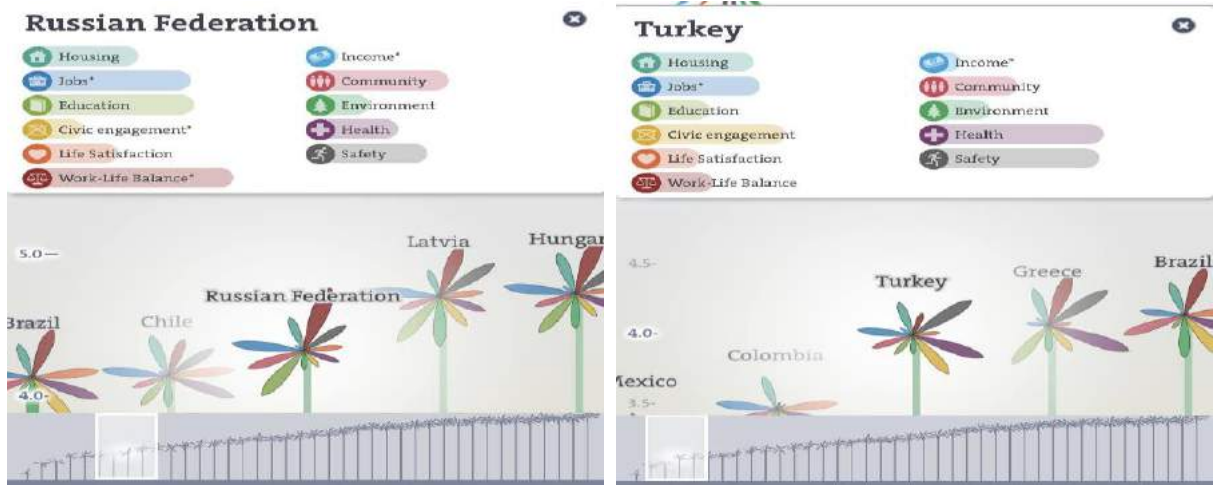 Russian Federation
Housing
Jobs*
Education
Civic engagement*
Life Satisfaction
Work-Life Balance*
Income*
Community
Environment
Health
Safety
5.0
Latvia
Hungar
Russian Federation
Brazil
Chile
4.0
Turkey
Housing
Jobs*
Education
Civic engagement
Life Satisfaction
Work-Life Balance
Income*
Community
Environment
Health
Safety
4.5
Turkey
Greece
Brazil
4.0
Colombia
Mexico
3.5